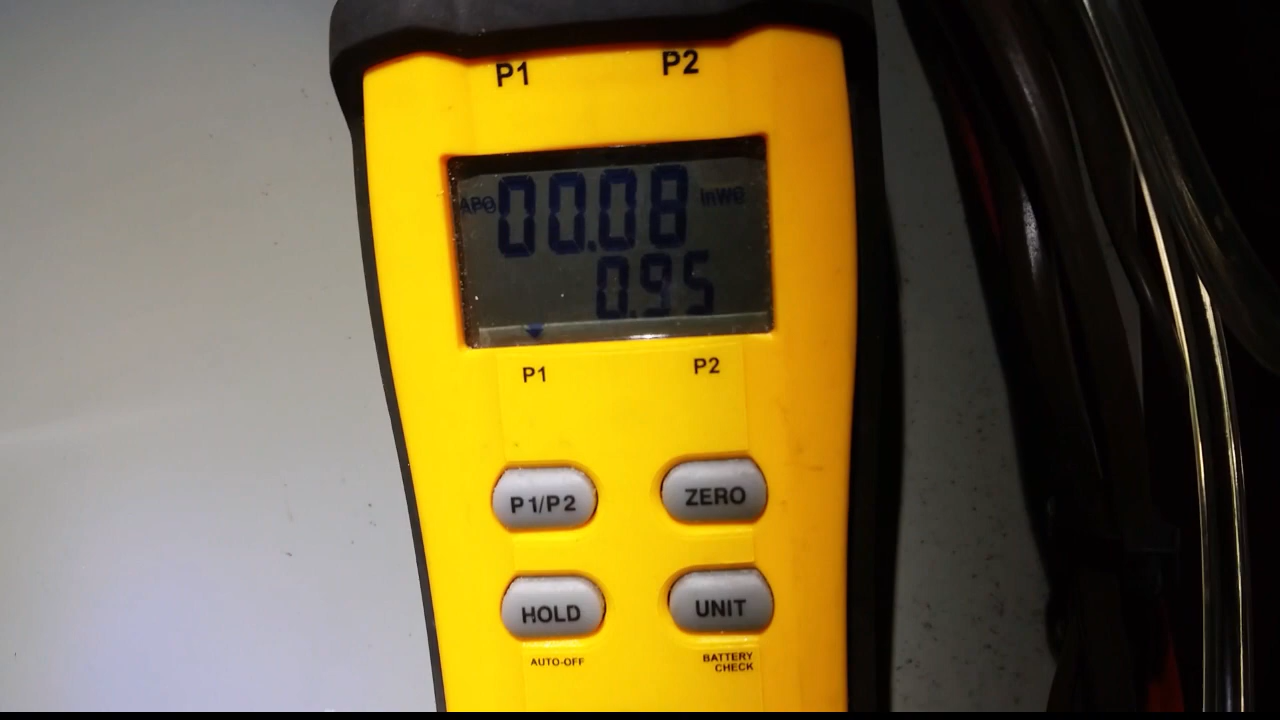 P1 P2
APO 00.08 inWC
0.95
P1 P2
P1/P2 ZERO
HOLD UNIT
AUTO-OFF BATTERY
CHECK